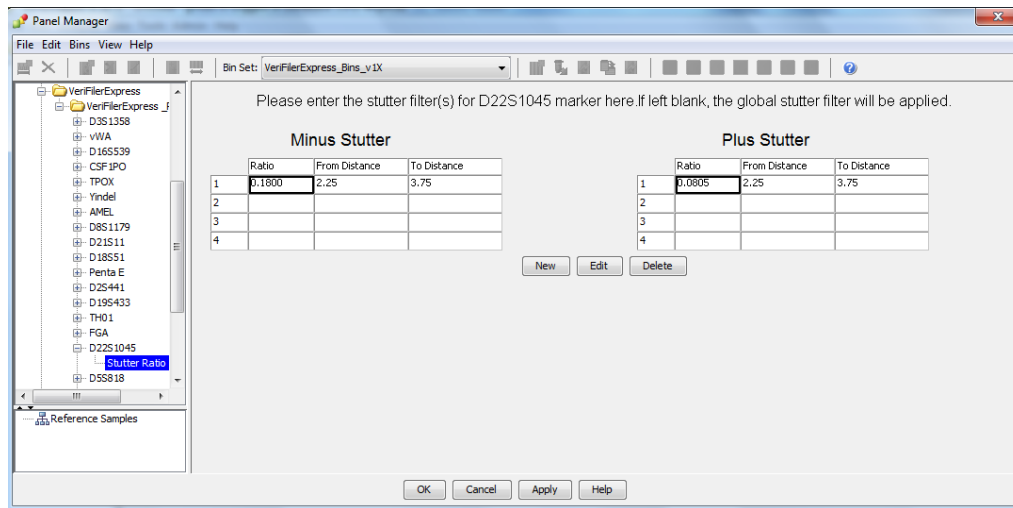 Panel Manager
File Edit Bins View Help
Bin Set: VeriFilerExpress_Bins_v1X
VeriFilerExpress
VeriFilerExpress _F
D3S1358
vWA
D16S539
CSF1PO
TPOX
Yindel
AMEL
D8S1179
D21S11
D18S51
Penta E
D2S441
D19S433
TH01
FGA
D22S1045
Stutter Ratio
D5S818
Reference Samples
Please enter the stutter filter(s) for D22S1045 marker here.If left blank, the global stutter filter will be applied.
Minus Stutter
Ratio From Distance To Distance
1 0.1800 2.25 3.75
2
3
4
Plus Stutter
Ratio From Distance To Distance
1 0.0805 2.25 3.75
2
3
4
New Edit Delete
OK Cancel Apply Help